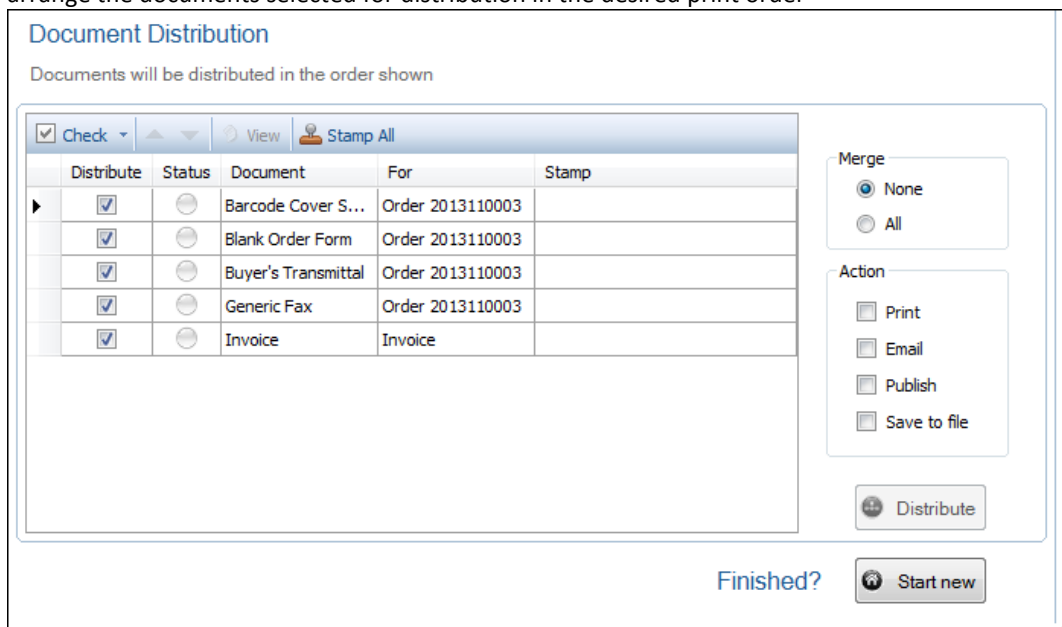 arrange the documents selected for distribution in the desired print order
Document Distribution
Documents will be distributed in the order shown
Check View Stamp All
Distribute Status Document For Stamp
Barcode Cover S... Order 2013110003
Blank Order Form Order 2013110003
Buyer's Transmittal Order 2013110003
Generic Fax Order 2013110003
Invoice Invoice
Merge
None
All
Action
Print
Email
Publish
Save to file
Distribute
Finished? Start new